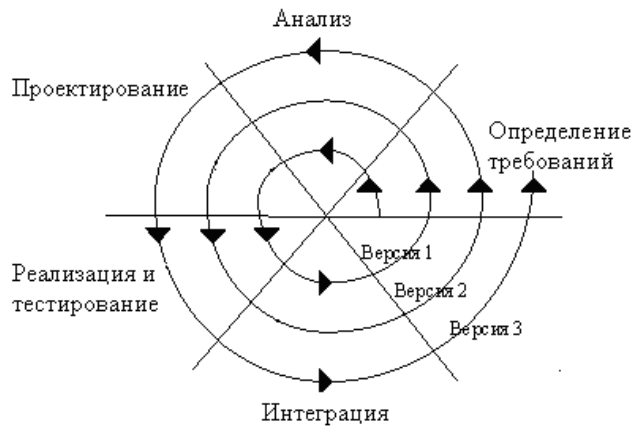 Анализ
Проектирование
Определение
требований
Версия 1
Реализация и
тестирование
Версия 2
Версия 3
Интеграция